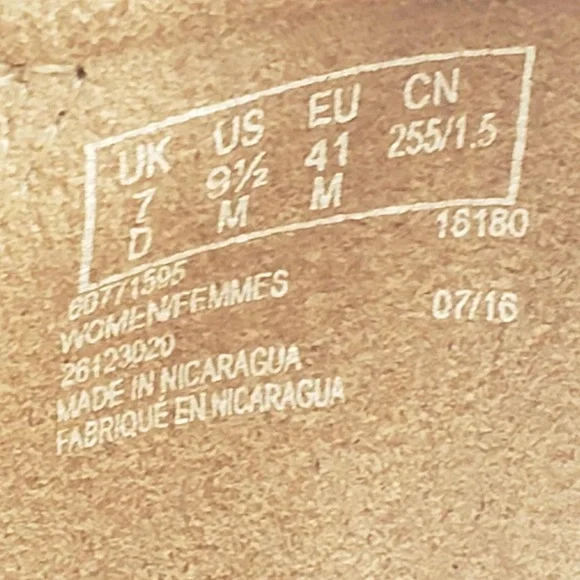 UK US EU CN
7 9½ 41 255/1.5
D M M
16180
60771595
WOMEN/FEMMES 07/16
26123020
MADE IN NICARAGUA
FABRIQUÉ EN NICARAGUA